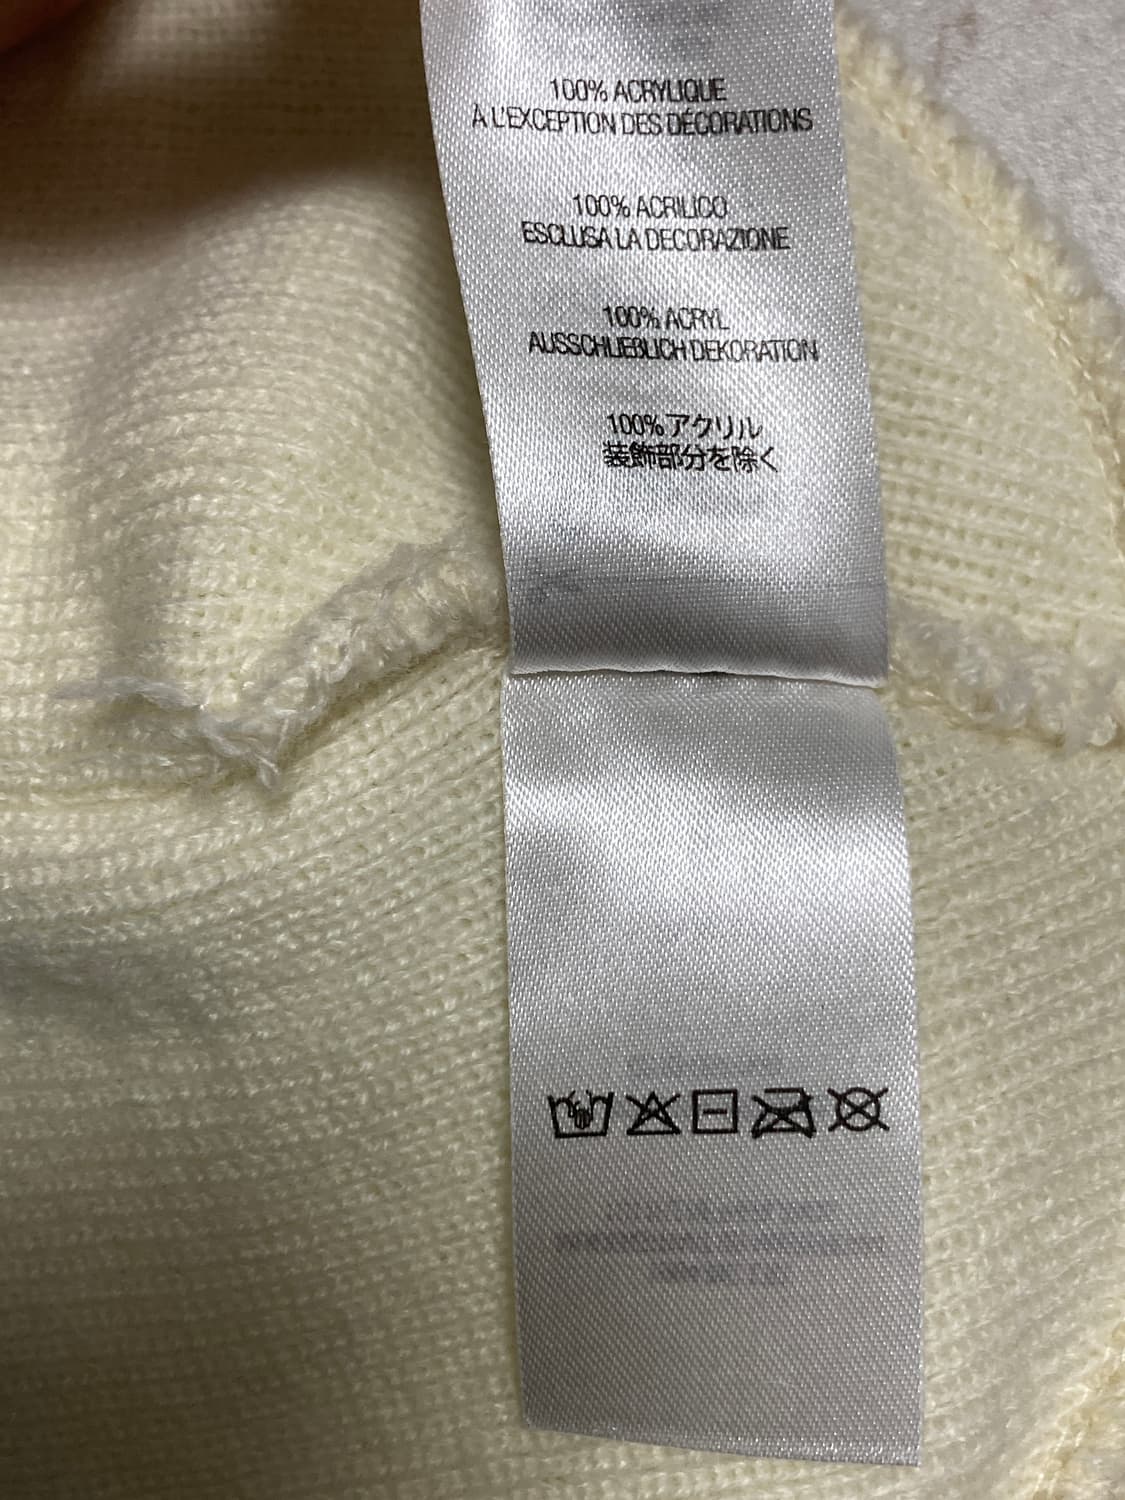 100% ACRYLIQUE
À L'EXCEPTION DES DÉCORATIONS
100% ACRILICO
ESCLUSA LA DECORAZIONE
100% ACRYL
AUSSCHLIEßLICH DEKORATION
100% アクリル
装飾部分を除く